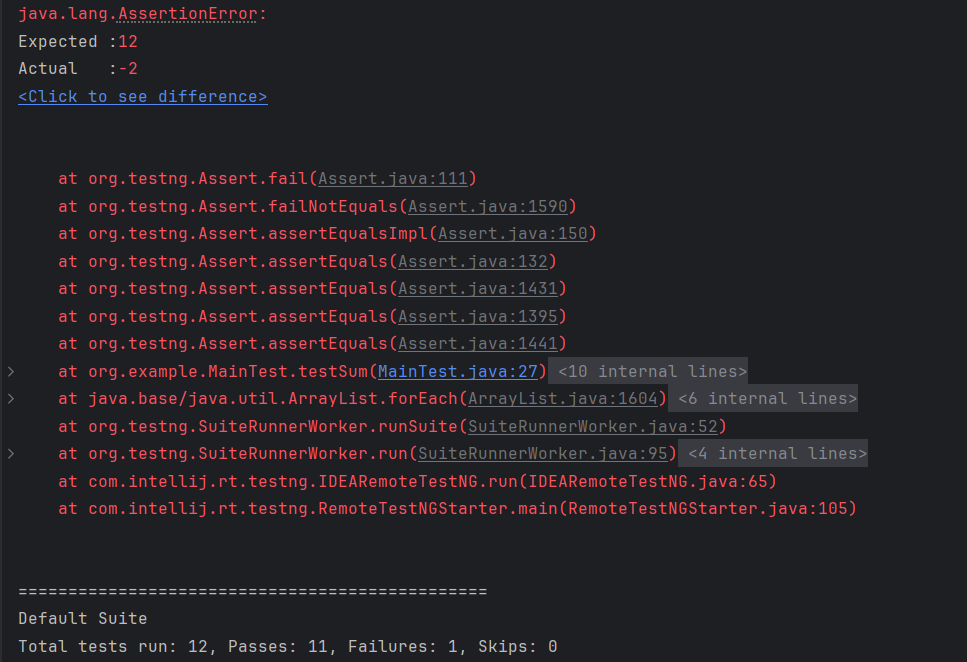 java.lang.AssertionError:
Expected :12
Actual   :-2
<Click to see difference>
at org.testng.Assert.fail(Assert.java:111)
at org.testng.Assert.failNotEquals(Assert.java:1590)
at org.testng.Assert.assertEqualsImpl(Assert.java:150)
at org.testng.Assert.assertEquals(Assert.java:132)
at org.testng.Assert.assertEquals(Assert.java:1431)
at org.testng.Assert.assertEquals(Assert.java:1395)
at org.testng.Assert.assertEquals(Assert.java:1441)
at org.example.MainTest.testSum(MainTest.java:27) <10 internal lines>
at java.base/java.util.ArrayList.forEach(ArrayList.java:1604) <6 internal lines>
at org.testng.SuiteRunnerWorker.runSuite(SuiteRunnerWorker.java:52)
at org.testng.SuiteRunnerWorker.run(SuiteRunnerWorker.java:95) <4 internal lines>
at com.intellij.rt.testng.IDEARemoteTestNG.run(IDEARemoteTestNG.java:65)
at com.intellij.rt.testng.RemoteTestNGStarter.main(RemoteTestNGStarter.java:105)
===============================================
Default Suite
Total tests run: 12, Passes: 11, Failures: 1, Skips: 0